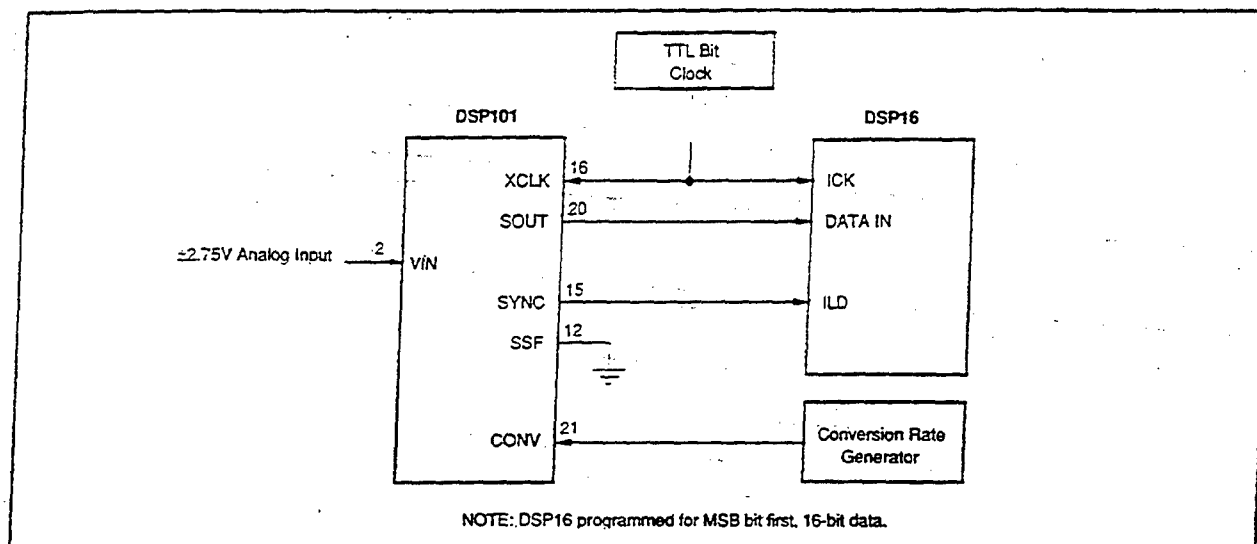 TTL Bit
Clock
DSP101
DSP16
XCLK
16
ICK
SOUT
20
DATA IN
±2.75V Analog Input
2
VIN
SYNC
15
ILD
SSF
12
CONV
21
Conversion Rate
Generator
NOTE: DSP16 programmed for MSB bit first, 16-bit data.